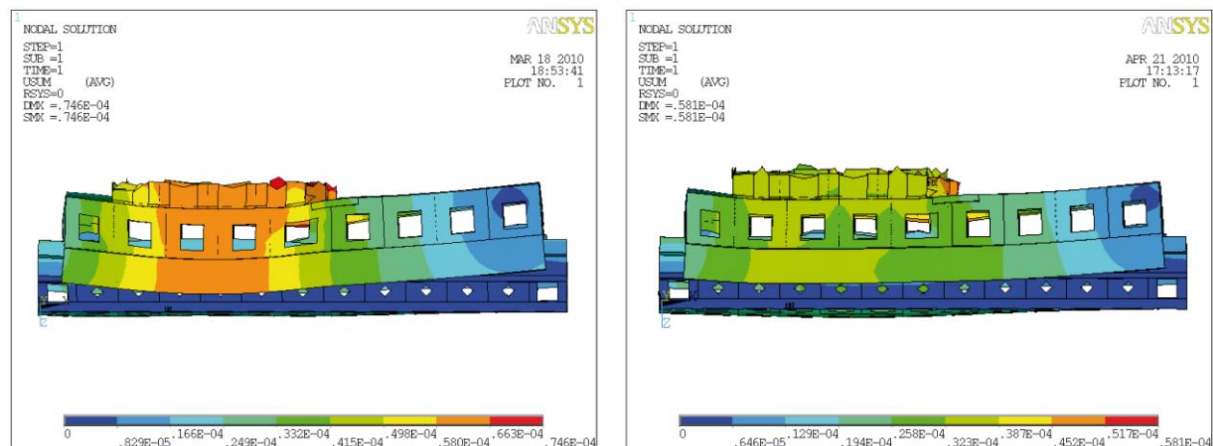 1
NODAL SOLUTION
ANSYS
STEP=1
SUB =1
TIME=1
USUM (AVG)
RSYS=0
DMX =.746E-04
SMX =.746E-04
MAR 18 2010
18:53:41
PLOT NO. 1
MX
Z
0 .166E-04 .332E-04 .498E-04 .663E-04
.829E-05 .249E-04 .415E-04 .580E-04 .746E-04
1
NODAL SOLUTION
ANSYS
STEP=1
SUB =1
TIME=1
USUM (AVG)
RSYS=0
DMX =.581E-04
SMX =.581E-04
APR 21 2010
17:13:17
PLOT NO. 1
MX
Z
0 .129E-04 .258E-04 .387E-04 .517E-04
.646E-05 .194E-04 .323E-04 .452E-04 .581E-04